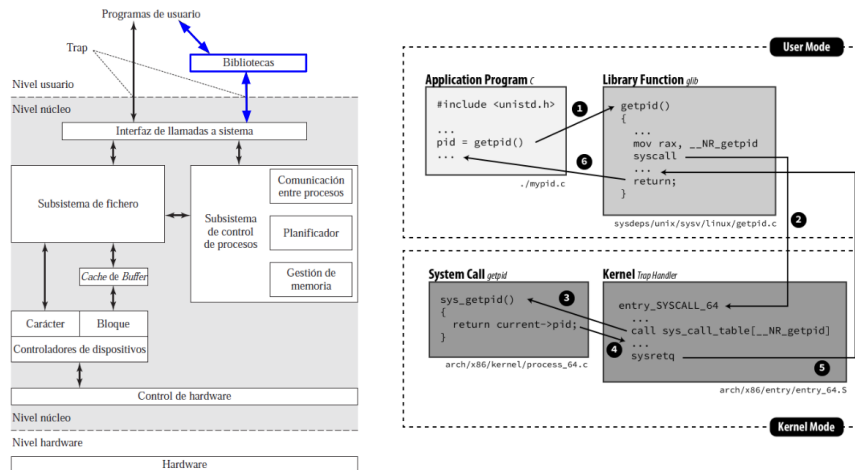 Programas de usuario
Trap
Bibliotecas
Nivel usuario
Nivel núcleo
Interfaz de llamadas a sistema
Subsistema de fichero
Subsistema
de control
de procesos
Comunicación
entre procesos
Planificador
Gestión de
memoria
Cache de Buffer
Carácter
Bloque
Controladores de dispositivos
Control de hardware
Nivel núcleo
Nivel hardware
Hardware
User Mode
Application Program C
#include <unistd.h>
...
pid = getpid()
...
./mypid.c
1
6
Library Function glib
getpid()
{
...
mov rax, __NR_getpid
syscall
...
return;
}
sysdeps/unix/sysv/linux/getpid.c
2
System Call getpid
sys_getpid()
{
return current->pid;
}
arch/x86/kernel/process_64.c
3
4
Kernel Trap Handler
entry_SYSCALL_64
...
call sys_call_table[__NR_getpid]
...
sysretq
5
arch/x86/entry/entry_64.S
Kernel Mode